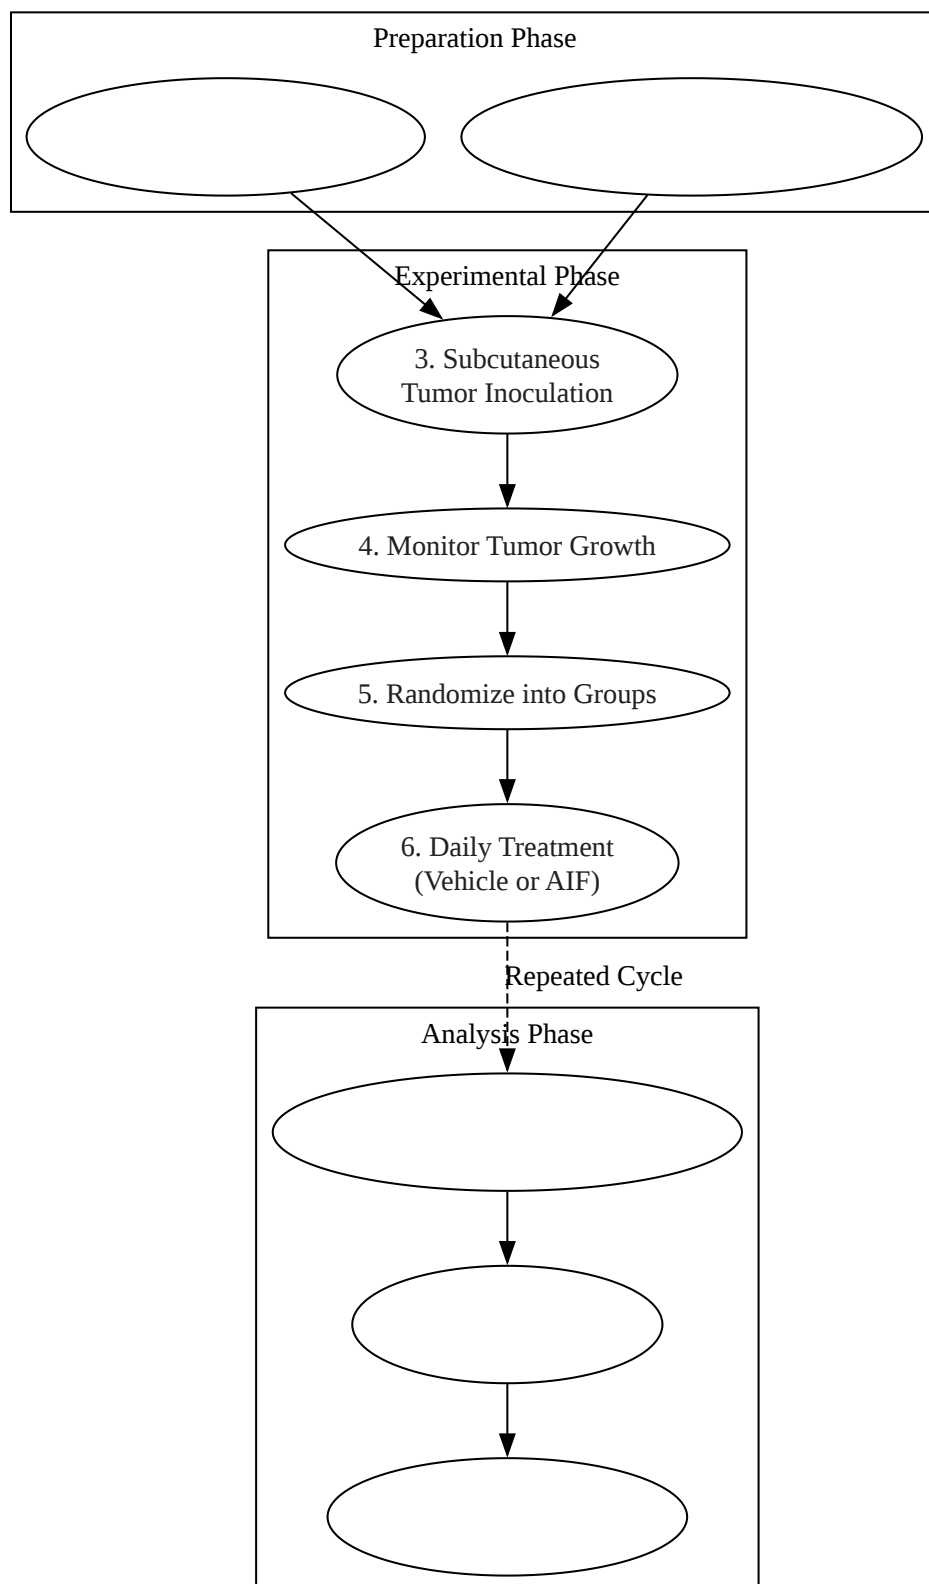 Preparation Phase
Experimental Phase
3. Subcutaneous
Tumor Inoculation
4. Monitor Tumor Growth
5. Randomize into Groups
6. Daily Treatment
(Vehicle or AIF)
Repeated Cycle
Analysis Phase